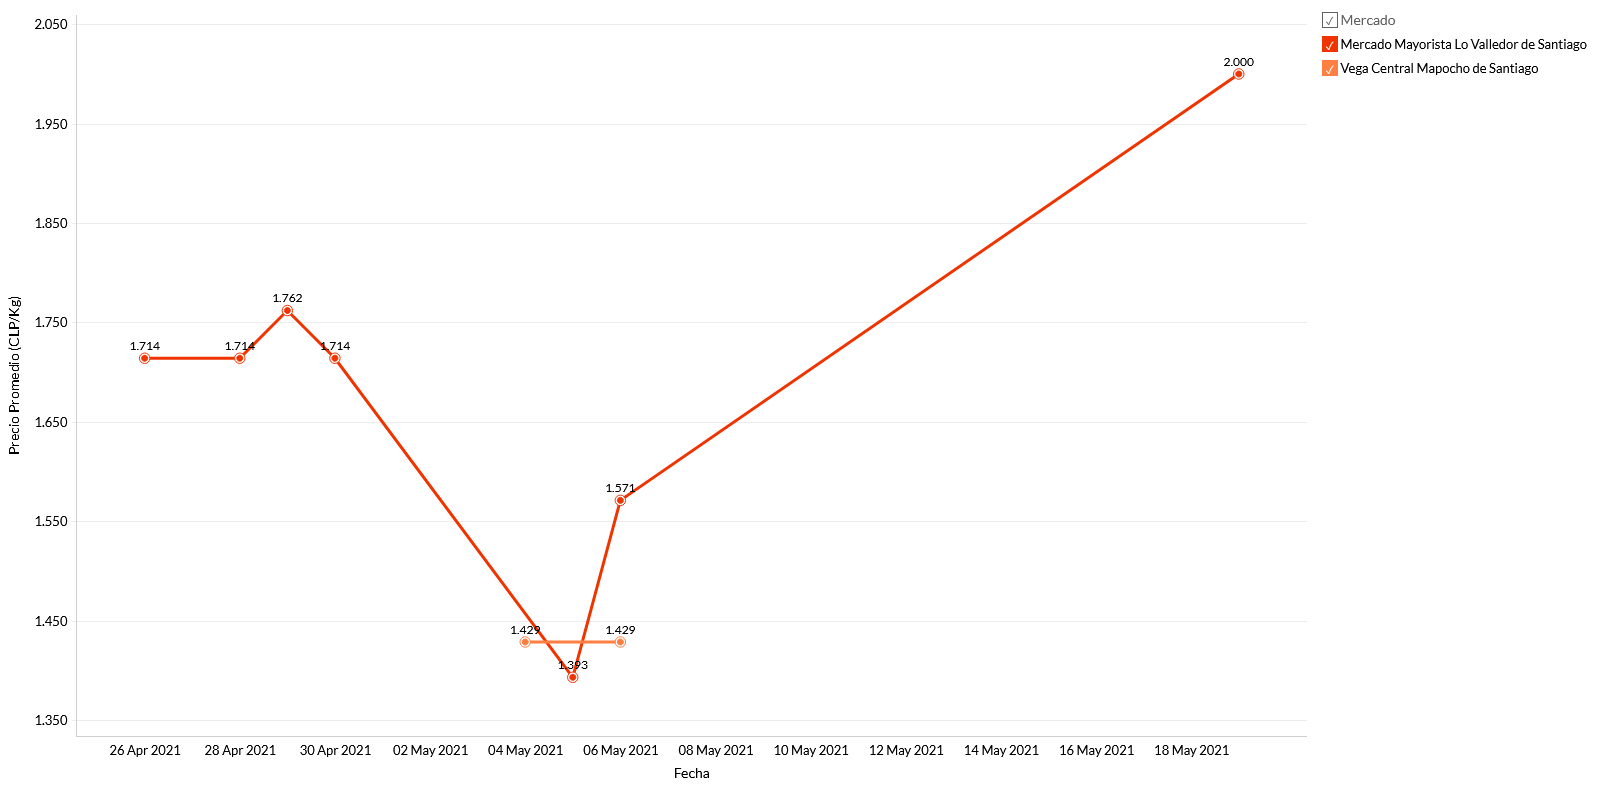 2.050
1.950
1.850
1.750
1.650
1.550
1.450
1.350
Precio Promedio (CLP/Kg)
1.714
1.714
1.762
1.714
1.429
1.393
1.429
1.571
2.000
26 Apr 2021
28 Apr 2021
30 Apr 2021
02 May 2021
04 May 2021
06 May 2021
08 May 2021
10 May 2021
12 May 2021
14 May 2021
16 May 2021
18 May 2021
Fecha
Mercado
Mercado Mayorista Lo Valledor de Santiago
Vega Central Mapocho de Santiago